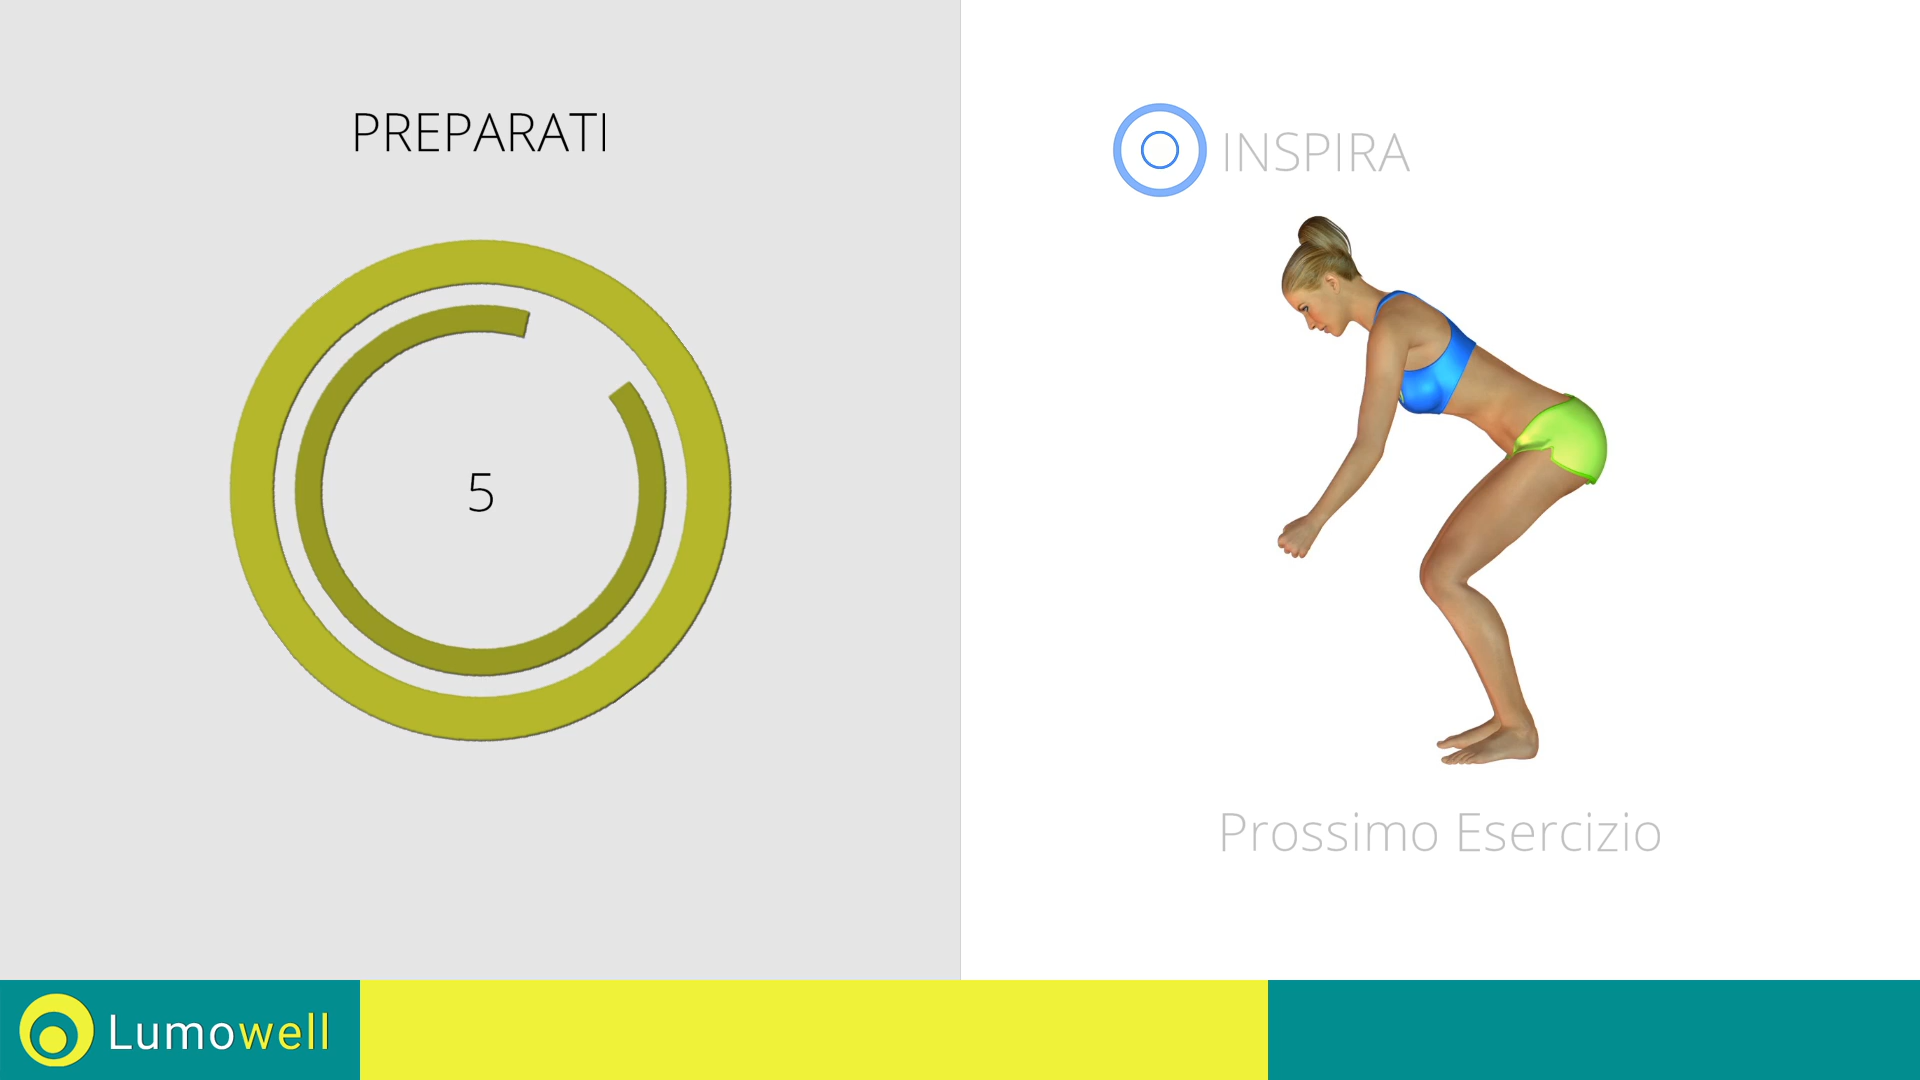 PREPARATI
5
INSPIRA
Prossimo Esercizio
Lumowell